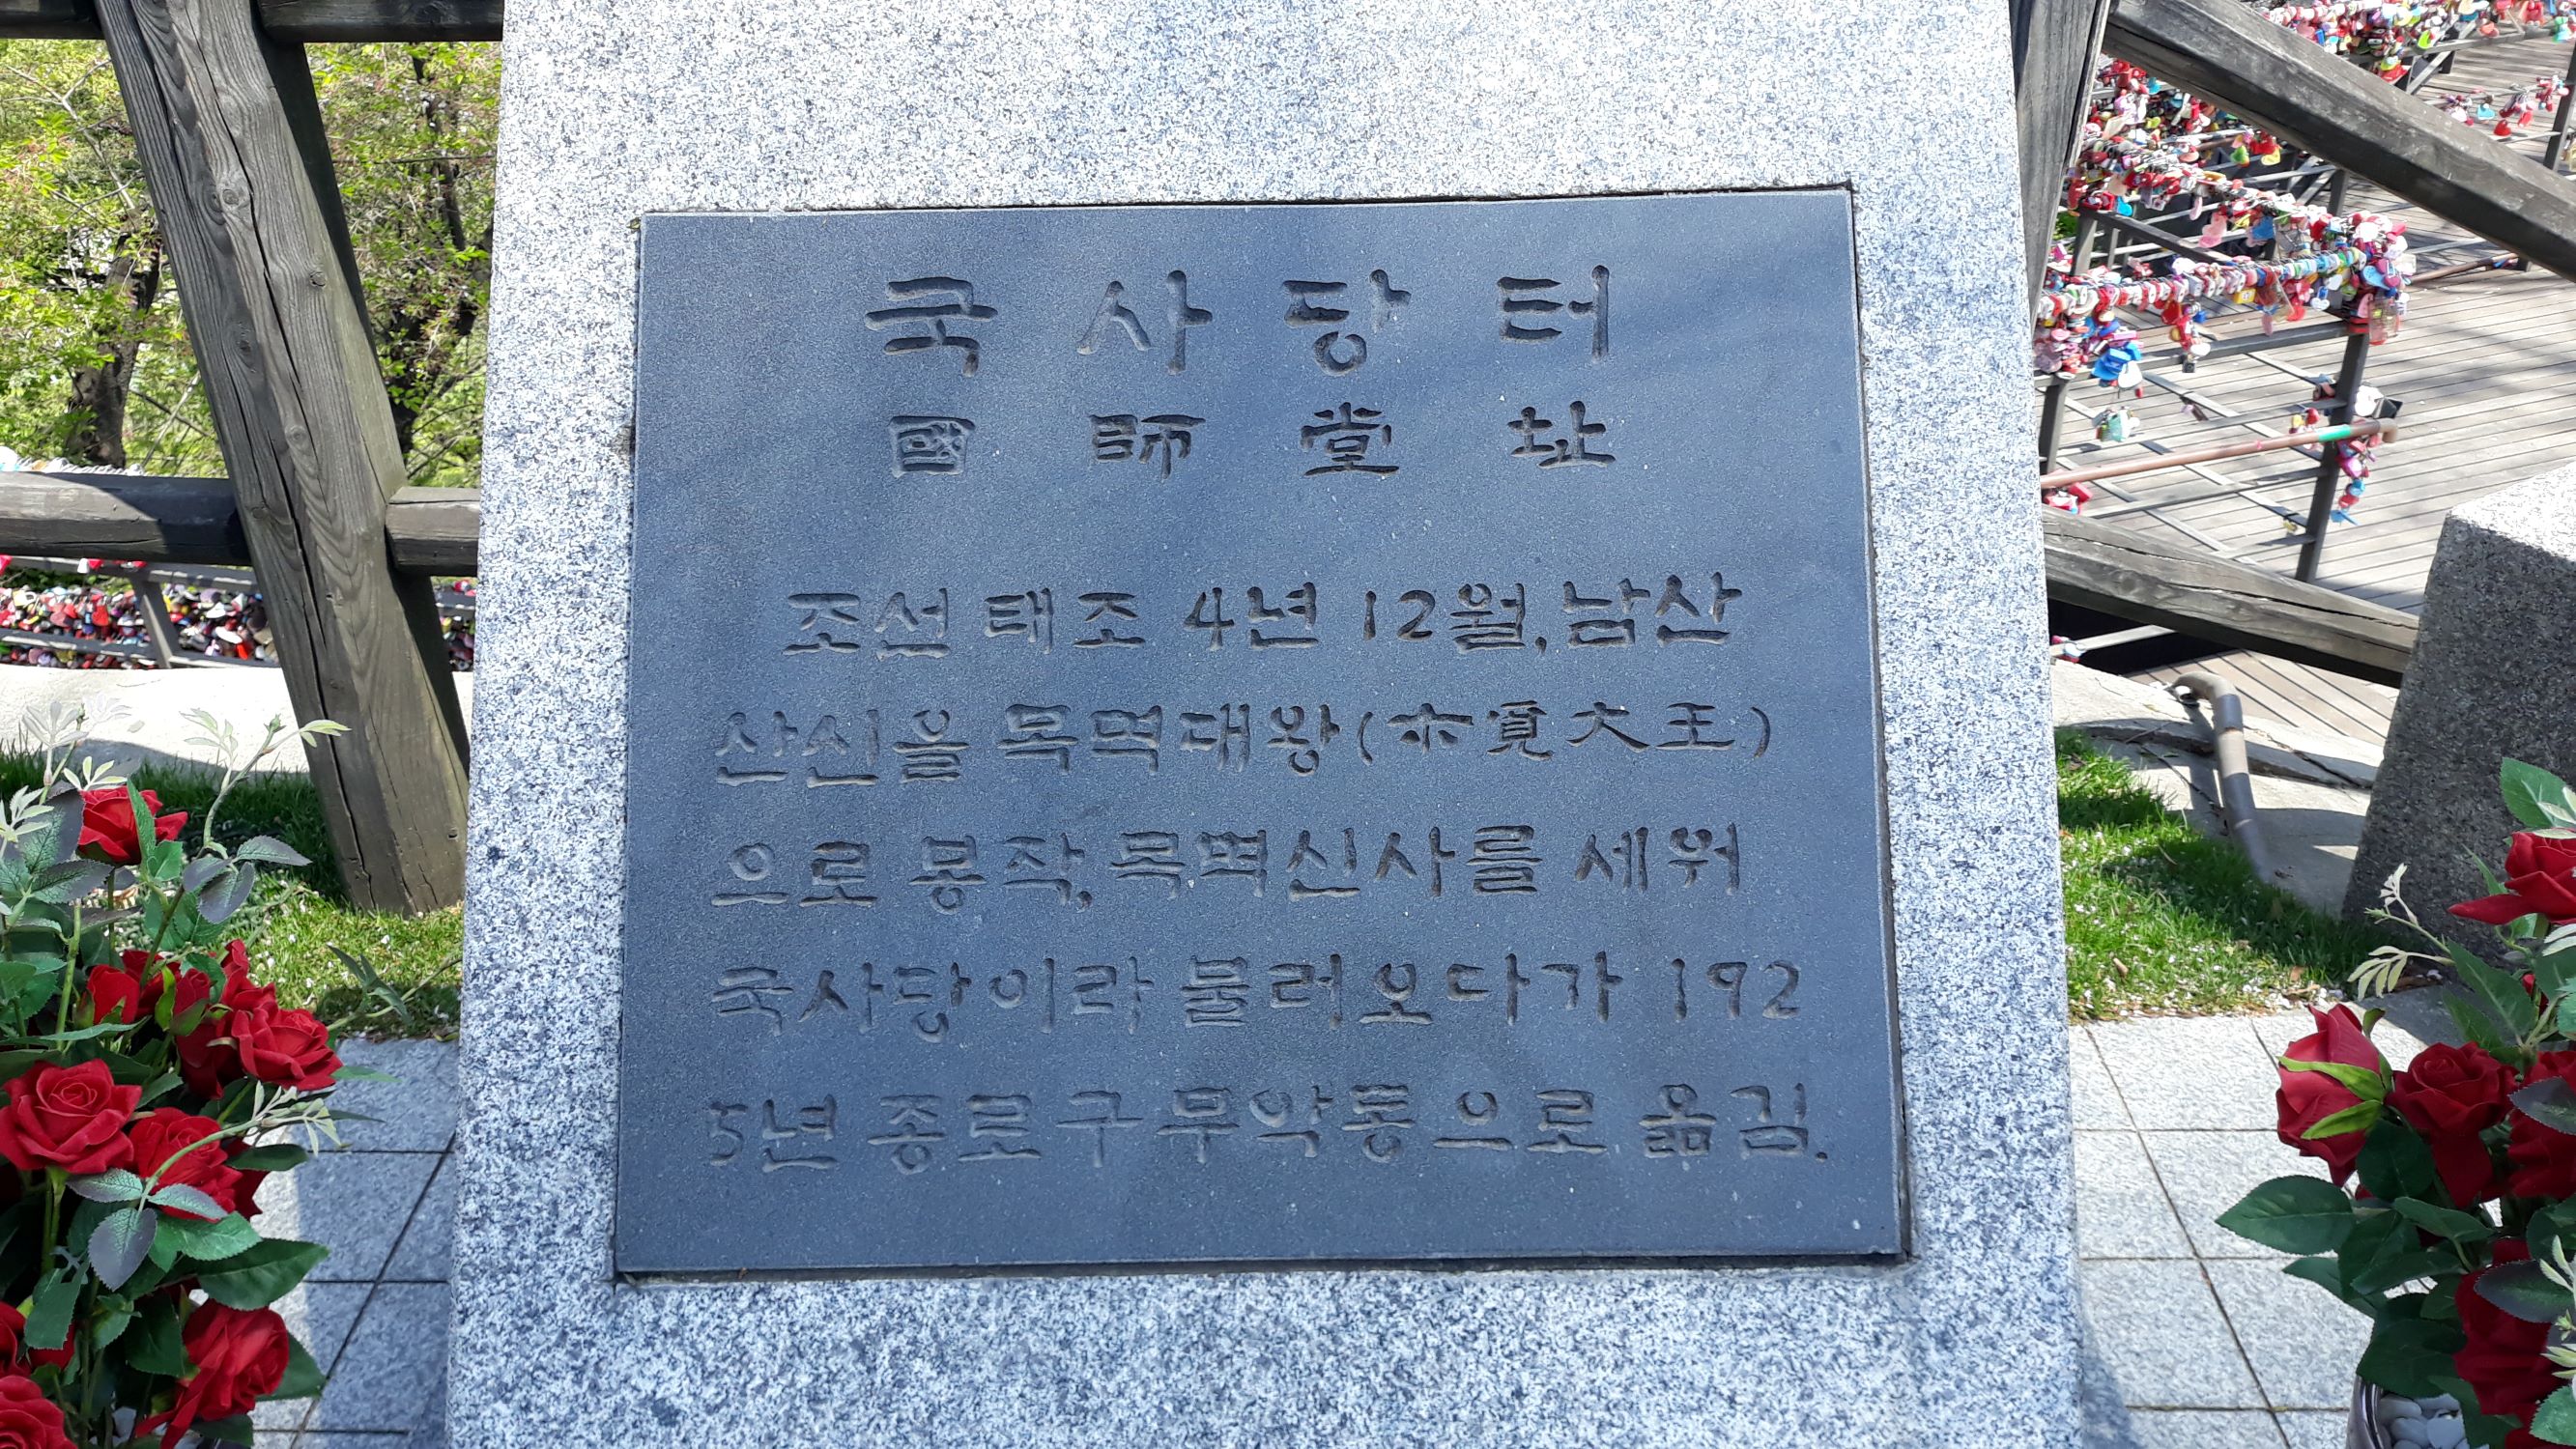 국사당터
國師堂址
조선 태조 4년 12월, 남산
산신을 목멱대왕(木覓大王)
으로 봉작, 목멱신사를 세워
국사당이라 불러오다가 192
5년 종로구 무악동으로 옮김.